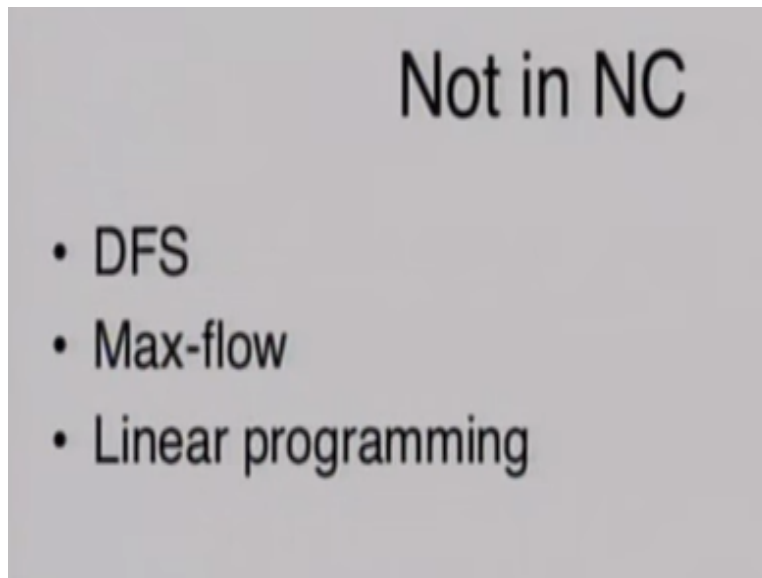 Not in NC
• DFS
• Max-flow
• Linear programming